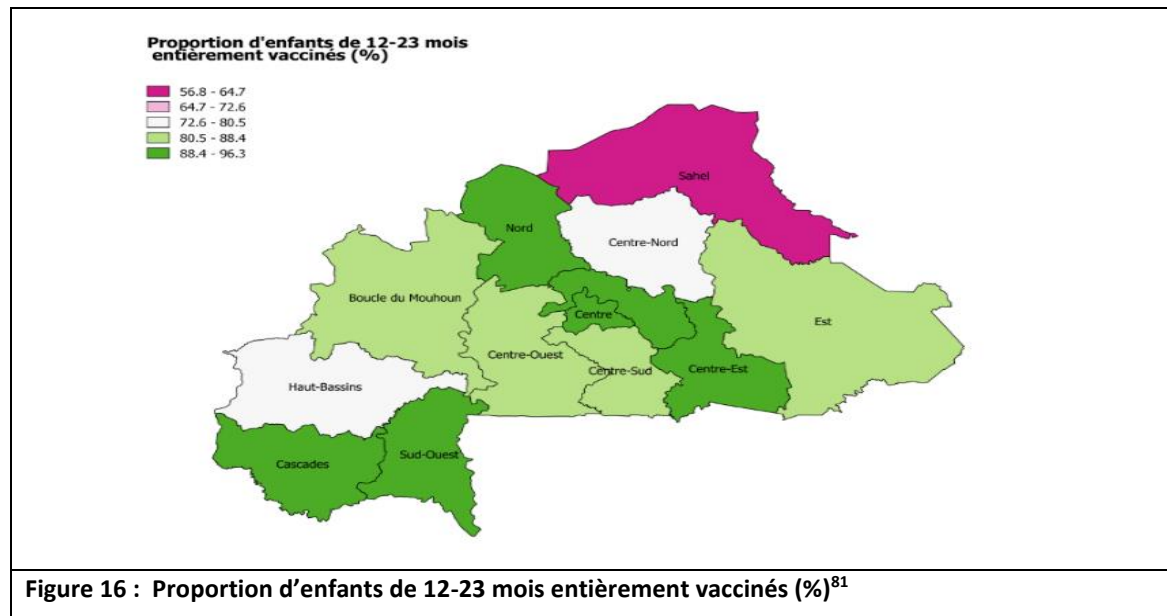 Proportion d'enfants de 12-23 mois
entièrement vaccinés (%)
56.8 - 64.7
64.7 - 72.6
72.6 - 80.5
80.5 - 88.4
88.4 - 96.3
Sahel
Nord
Centre-Nord
Boucle du Mouhoun
Centre
Est
Centre-Ouest
Centre-Sud
Centre-Est
Haut-Bassins
Cascades
Sud-Ouest
Figure 16 : Proportion d’enfants de 12-23 mois entièrement vaccinés (%)81